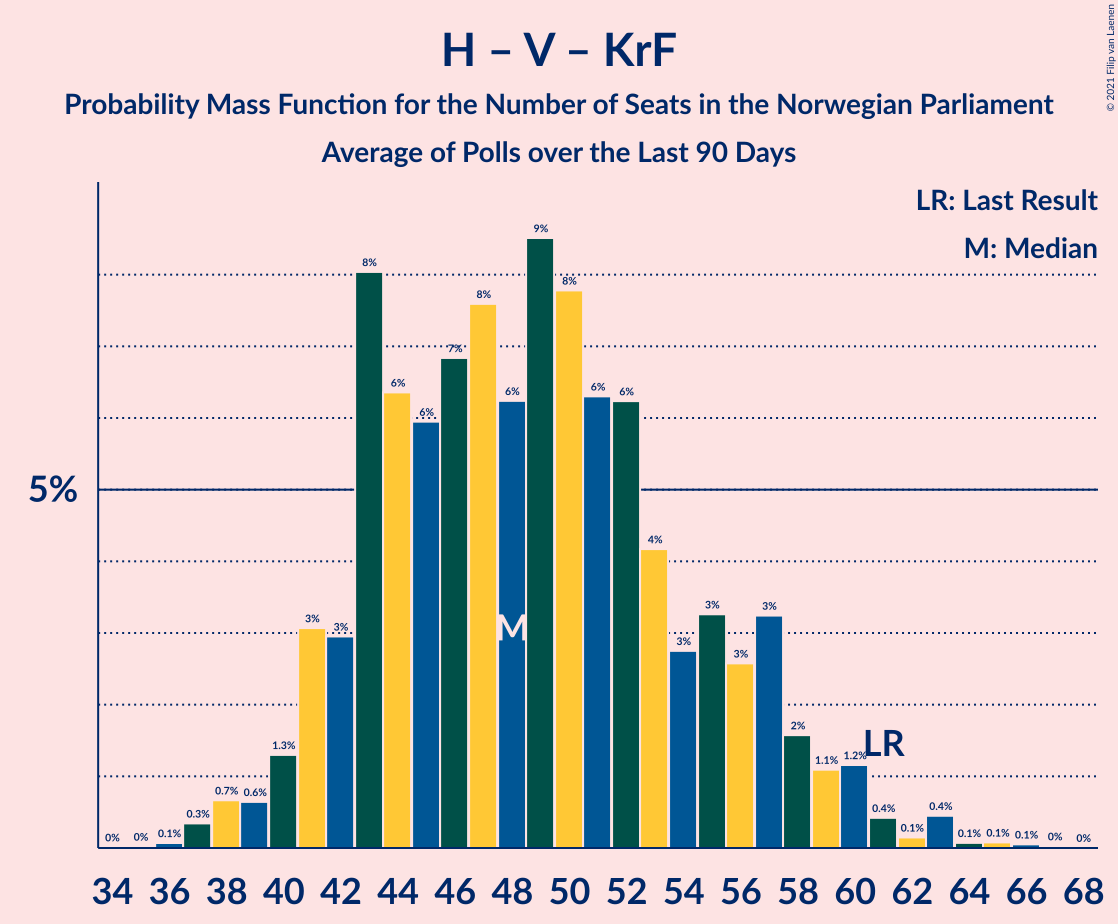 H – V – KrF
Probability Mass Function for the Number of Seats in the Norwegian Parliament
Average of Polls over the Last 90 Days
© 2021 Filip van Laenen
LR: Last Result
M: Median
5%
0% 0% 0.1% 0.3% 0.7% 0.6% 1.3% 3% 3% 8% 6% 6% 7% 8% 6% 9% 8% 6% 6% 4% 3% 3% 3% 3% 2% 1.1% 1.2% 0.4% 0.1% 0.4% 0.1% 0.1% 0.1% 0% 0%
M
LR
34 36 38 40 42 44 46 48 50 52 54 56 58 60 62 64 66 68